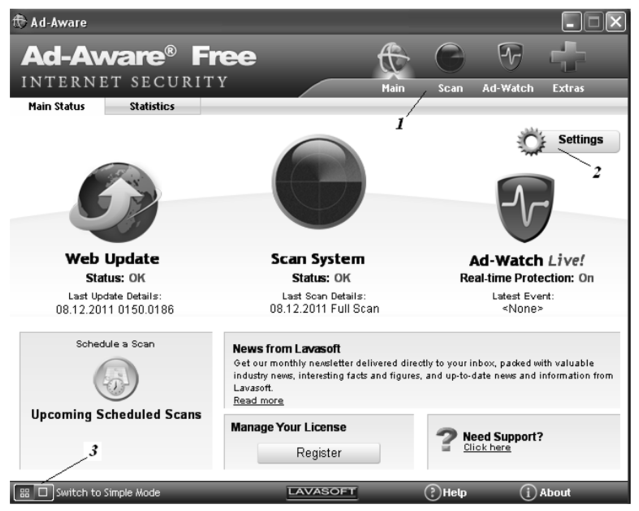 Ad-Aware
Ad-Aware® Free
INTERNET SECURITY
Main Scan Ad-Watch Extras
Main Status Statistics
1
Settings
2
Web Update
Status: OK
Last Update Details:
08.12.2011 0150.0186
Scan System
Status: OK
Last Scan Details:
08.12.2011 Full Scan
Ad-Watch Live!
Real-time Protection: On
Latest Event:
<None>
Schedule a Scan
Upcoming Scheduled Scans
News from Lavasoft
Get our monthly newsletter delivered directly to your inbox, packed with valuable
industry news, interesting facts and figures, and up-to-date news and information from
Lavasoft.
Read more
Manage Your License
Register
Need Support?
Click here
3
Switch to Simple Mode
LAVASOFT
Help
About